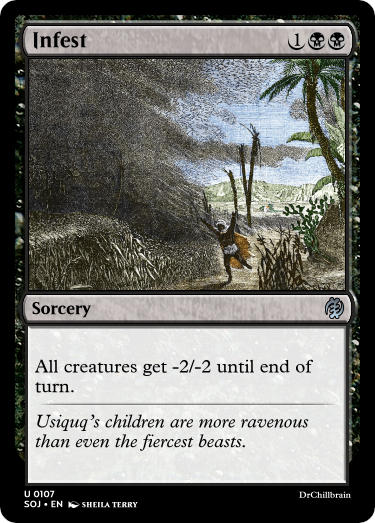 Infest 1
Sorcery
All creatures get -2/-2 until end of
turn.
Usiquq's children are more ravenous
than even the fiercest beasts.
U 0107
SOJ • EN SHEILA TERRY
DrChillbrain